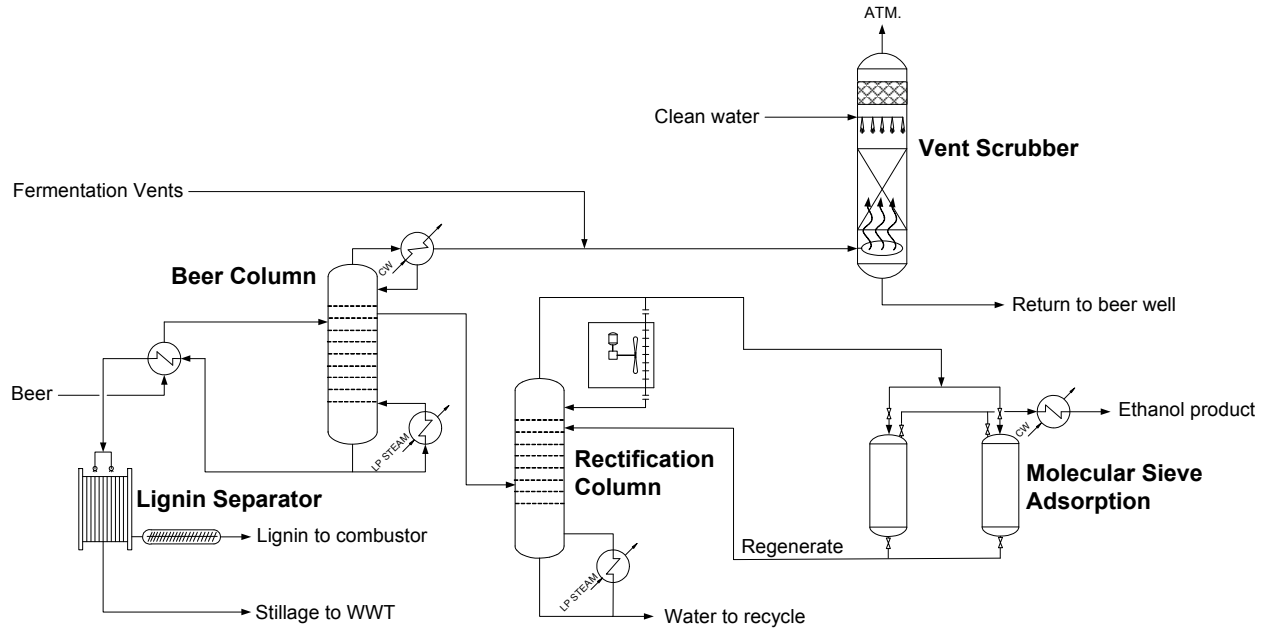 ATM.
Clean water
Vent Scrubber
Fermentation Vents
CW
Beer Column
Return to beer well
Beer
Ethanol product
CW
LP STEAM
Rectification
Column
Molecular Sieve
Adsorption
Lignin Separator
Lignin to combustor
Regenerate
LP STEAM
Stillage to WWT
Water to recycle